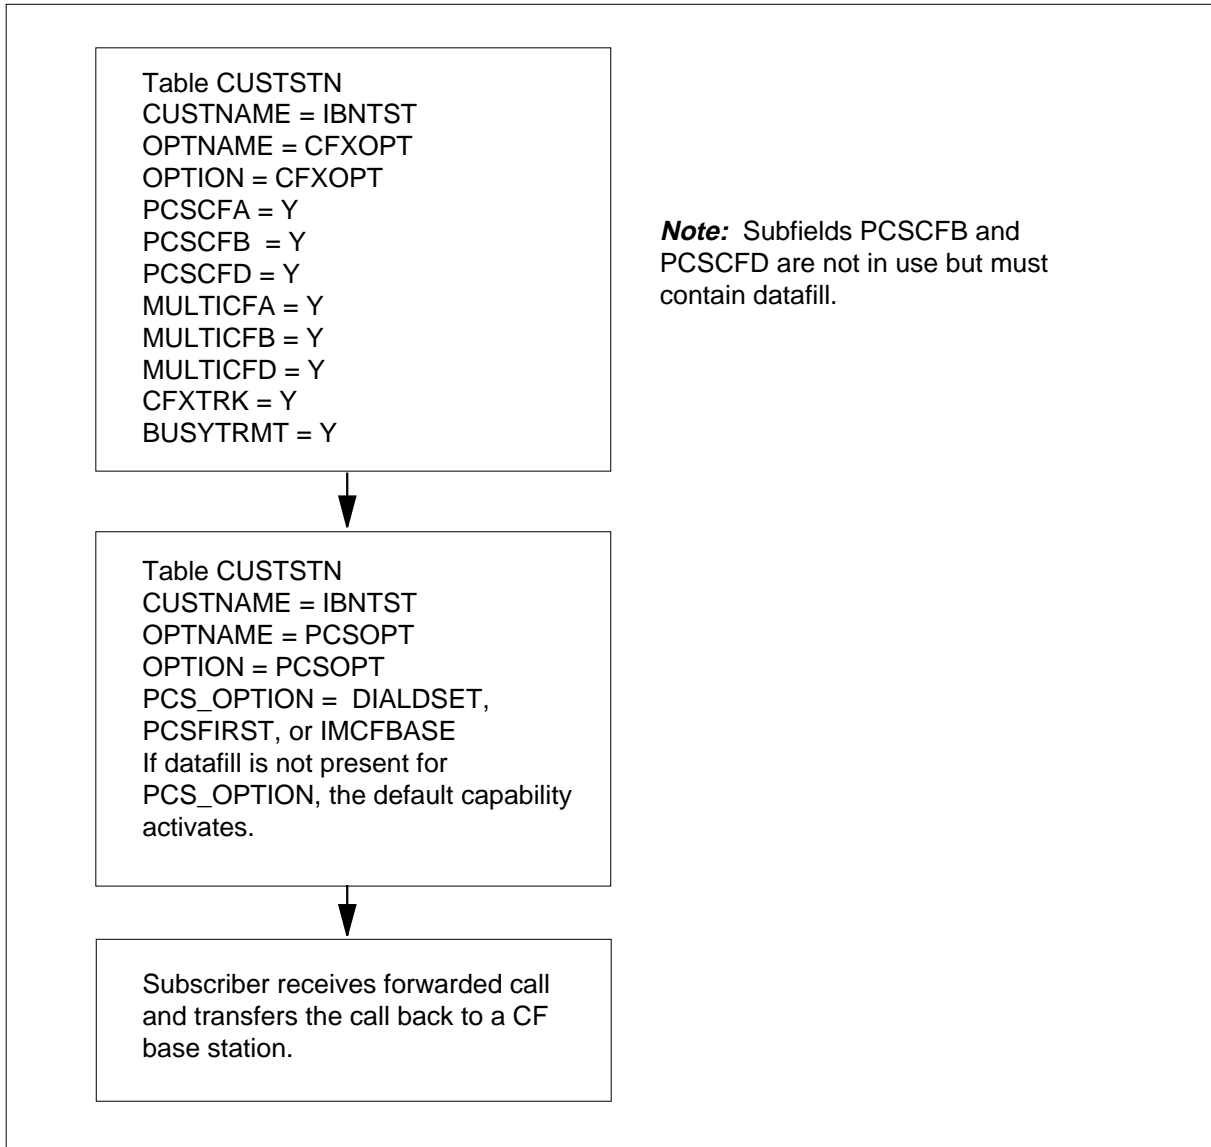 Table CUSTSTN
CUSTNAME = IBNTST
OPTNAME = CFXOPT
OPTION = CFXOPT
PCSCFA = Y
PCSCFB = Y
PCSCFD = Y
MULTICFA = Y
MULTICFB = Y
MULTICFD = Y
CFXTRK = Y
BUSYTRMT = Y
Note: Subfields PCSCFB and
PCSCFD are not in use but must
contain datafill.
Table CUSTSTN
CUSTNAME = IBNTST
OPTNAME = PCSOPT
OPTION = PCSOPT
PCS_OPTION = DIALDSET,
PCSFIRST, or IMCFBASE
If datafill is not present for
PCS_OPTION, the default capability
activates.
Subscriber receives forwarded call
and transfers the call back to a CF
base station.